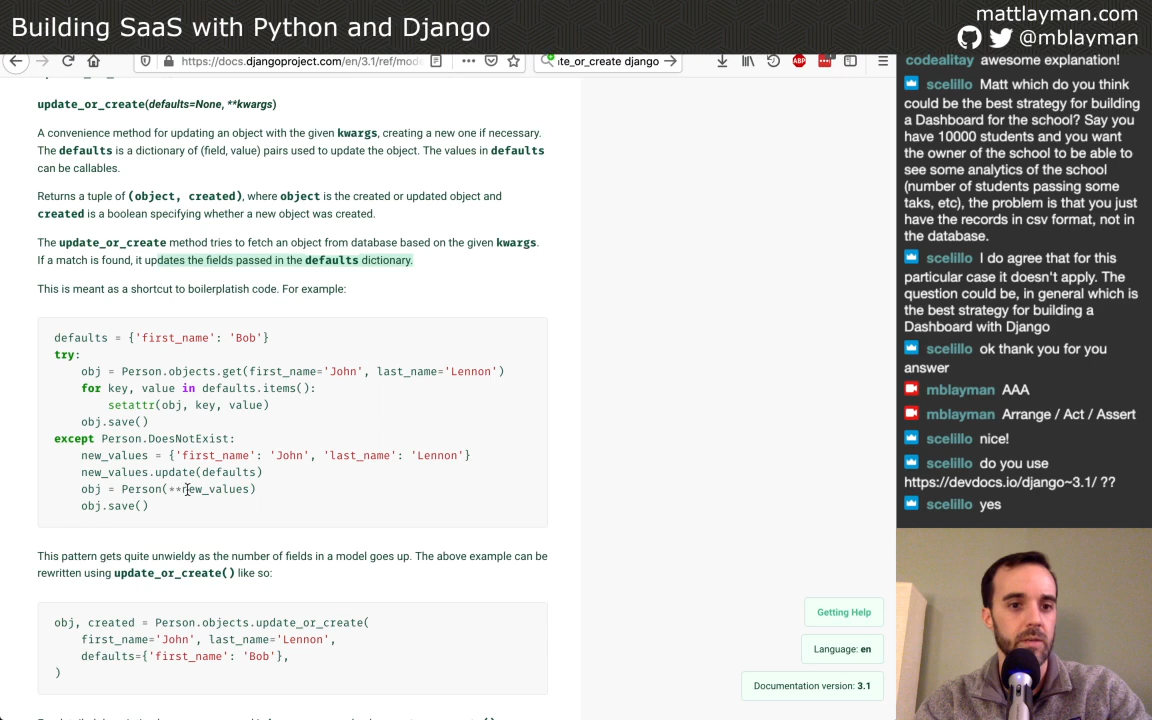 Building SaaS with Python and Django
mattlayman.com
@mblayman
https://docs.djangoproject.com/en/3.1/ref/mode
te_or_create django
ABP
update_or_create(defaults=None, **kwargs)
A convenience method for updating an object with the given kwargs, creating a new one if necessary.
The defaults is a dictionary of (field, value) pairs used to update the object. The values in defaults
can be callables.
Returns a tuple of (object, created), where object is the created or updated object and
created is a boolean specifying whether a new object was created.
The update_or_create method tries to fetch an object from database based on the given kwargs.
If a match is found, it updates the fields passed in the defaults dictionary.
This is meant as a shortcut to boilerplatish code. For example:
defaults = {'first_name': 'Bob'}
try:
obj = Person.objects.get(first_name='John', last_name='Lennon')
for key, value in defaults.items():
setattr(obj, key, value)
obj.save()
except Person.DoesNotExist:
new_values = {'first_name': 'John', 'last_name': 'Lennon'}
new_values.update(defaults)
obj = Person(**new_values)
obj.save()
This pattern gets quite unwieldy as the number of fields in a model goes up. The above example can be
rewritten using update_or_create() like so:
obj, created = Person.objects.update_or_create(
first_name='John', last_name='Lennon',
defaults={'first_name': 'Bob'},
)
Getting Help
Language: en
Documentation version: 3.1
codealitay awesome explanation!
scelillo Matt which do you think
could be the best strategy for building
a Dashboard for the school? Say you
have 10000 students and you want
the owner of the school to be able to
see some analytics of the school
(number of students passing some
taks, etc), the problem is that you just
have the records in csv format, not in
the database.
scelillo I do agree that for this
particular case it doesn't apply. The
question could be, in general which is
the best strategy for building a
Dashboard with Django
scelillo ok thank you for you
answer
mblayman AAA
mblayman Arrange / Act / Assert
scelillo nice!
scelillo do you use
https://devdocs.io/django~3.1/ ??
scelillo yes